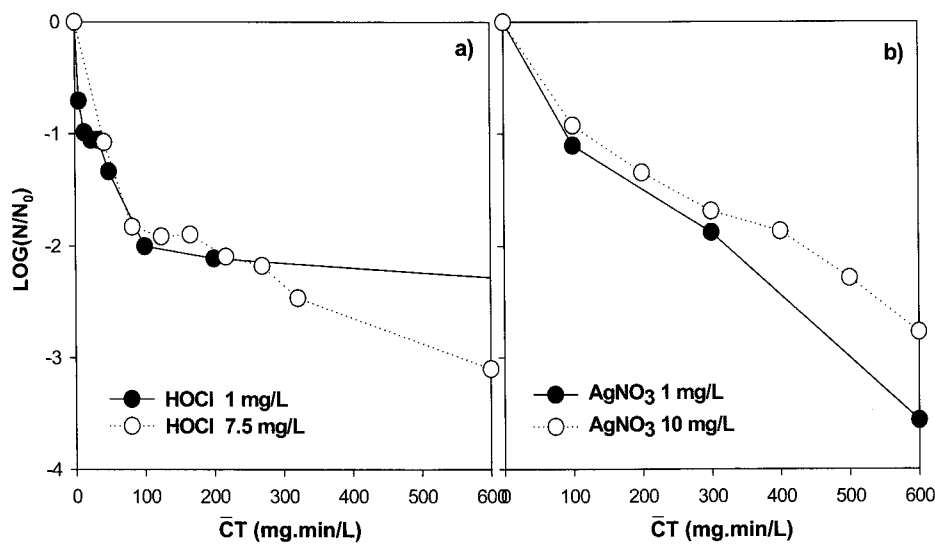 a)
b)
LOG(N/N₀)
0
-1
-2
-3
-4
HOCl 1 mg/L
HOCl 7.5 mg/L
AgNO₃ 1 mg/L
AgNO₃ 10 mg/L
0 100 200 300 400 500 600
0 100 200 300 400 500 600
C̅T (mg.min/L)
C̅T (mg.min/L)